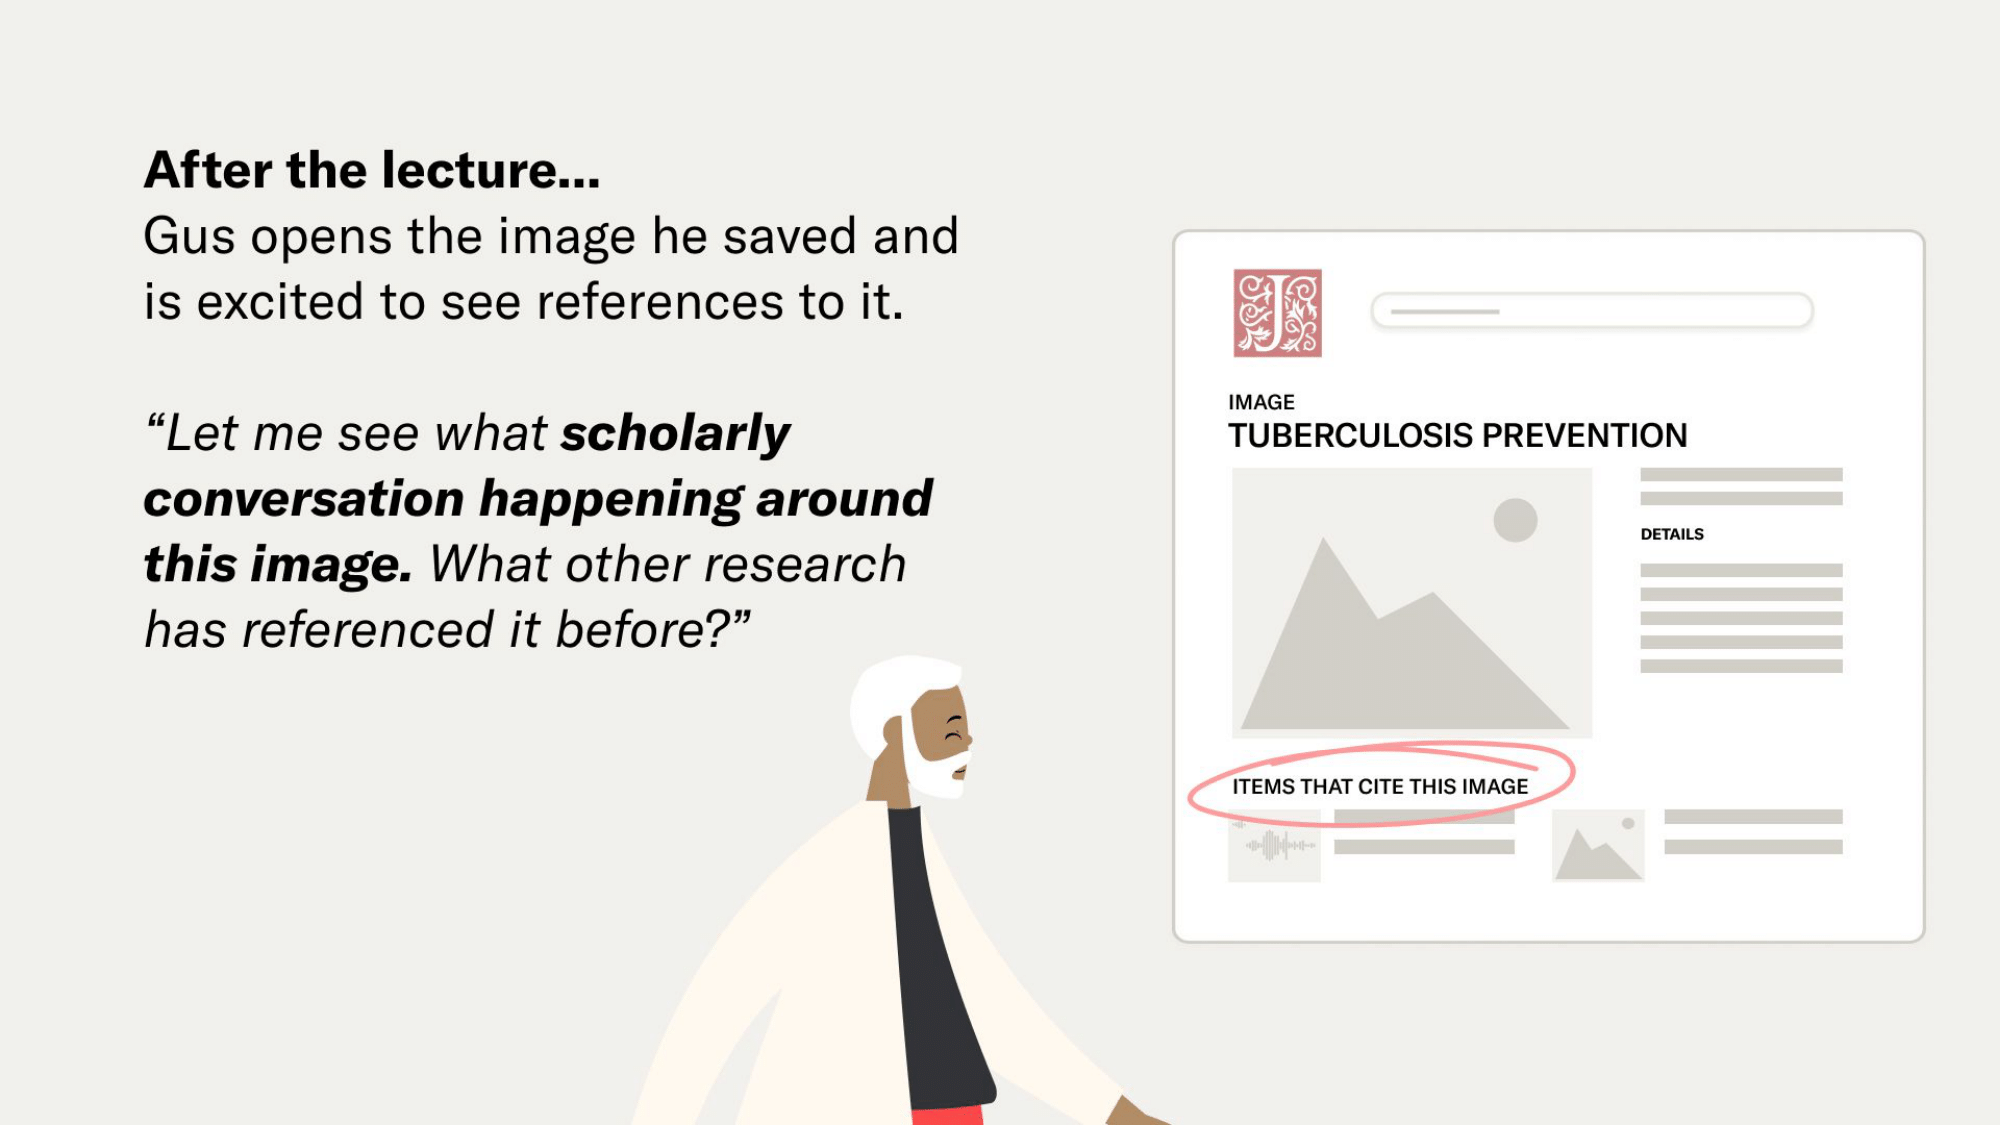 After the lecture...
Gus opens the image he saved and
is excited to see references to it.
“Let me see what scholarly
conversation happening around
this image. What other research
has referenced it before?”
J
IMAGE
TUBERCULOSIS PREVENTION
DETAILS
ITEMS THAT CITE THIS IMAGE